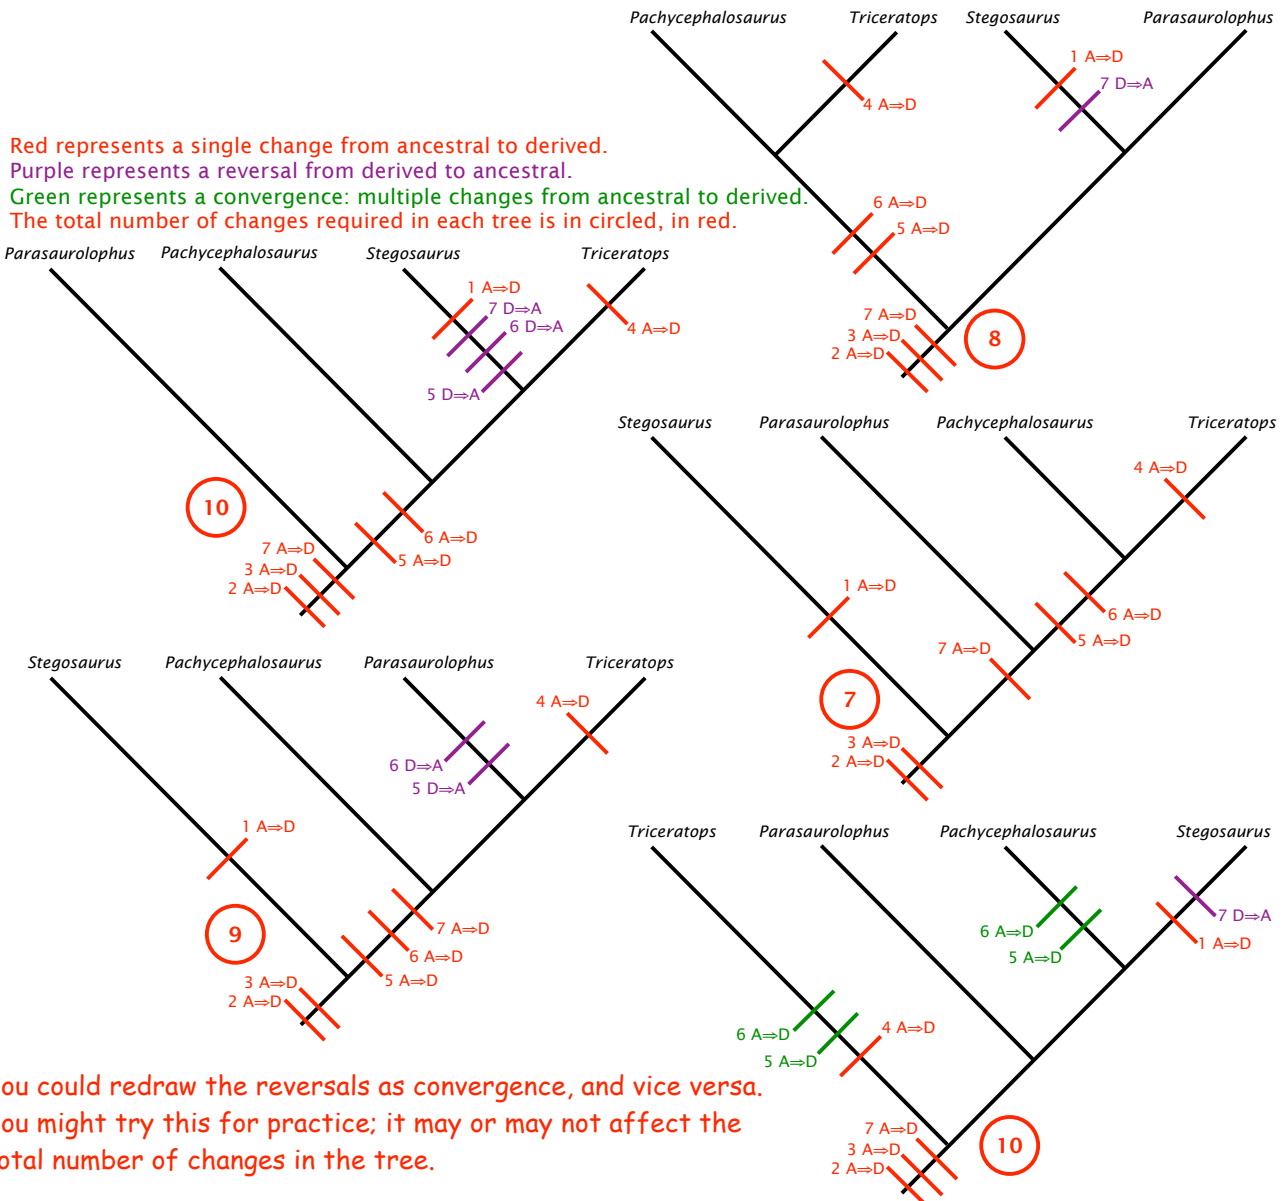 Pachycephalosaurus Triceratops Stegosaurus Parasaurolophus
1 A⇒D
7 D⇒A
4 A⇒D
6 A⇒D
5 A⇒D
7 A⇒D
3 A⇒D
2 A⇒D
8
Red represents a single change from ancestral to derived.
Purple represents a reversal from derived to ancestral.
Green represents a convergence: multiple changes from ancestral to derived.
The total number of changes required in each tree is in circled, in red.
Parasaurolophus Pachycephalosaurus Stegosaurus Triceratops
1 A⇒D
7 D⇒A
6 D⇒A
4 A⇒D
5 D⇒A
10
6 A⇒D
7 A⇒D
5 A⇒D
3 A⇒D
2 A⇒D
Stegosaurus Parasaurolophus Pachycephalosaurus Triceratops
4 A⇒D
1 A⇒D
6 A⇒D
5 A⇒D
7 A⇒D
7
3 A⇒D
2 A⇒D
Stegosaurus Pachycephalosaurus Parasaurolophus Triceratops
4 A⇒D
6 D⇒A
5 D⇒A
1 A⇒D
9
7 A⇒D
6 A⇒D
5 A⇒D
3 A⇒D
2 A⇒D
Triceratops Parasaurolophus Pachycephalosaurus Stegosaurus
7 D⇒A
6 A⇒D
1 A⇒D
5 A⇒D
4 A⇒D
6 A⇒D
5 A⇒D
7 A⇒D
3 A⇒D
2 A⇒D
10
ou could redraw the reversals as convergence, and vice versa.
ou might try this for practice; it may or may not affect the
otal number of changes in the tree.